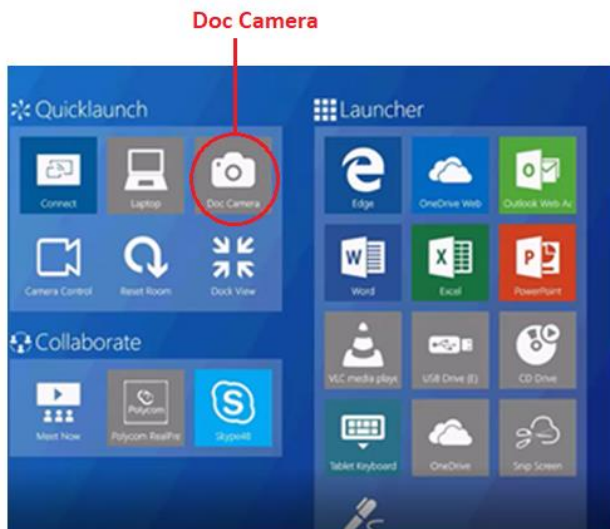 Doc Camera
Quicklaunch
Connect
Laptop
Doc Camera
Camera Control
Reset Room
Dock View
Collaborate
Meet Now
Polycom
Polycom RealPre
S
Skype4B
Launcher
Edge
OneDrive Web
Outlook Web Ac
Word
Excel
PowerPoint
VLC media playe
USB Drive (E)
CD Drive
Tablet Keyboard
OneDrive
Snip Screen